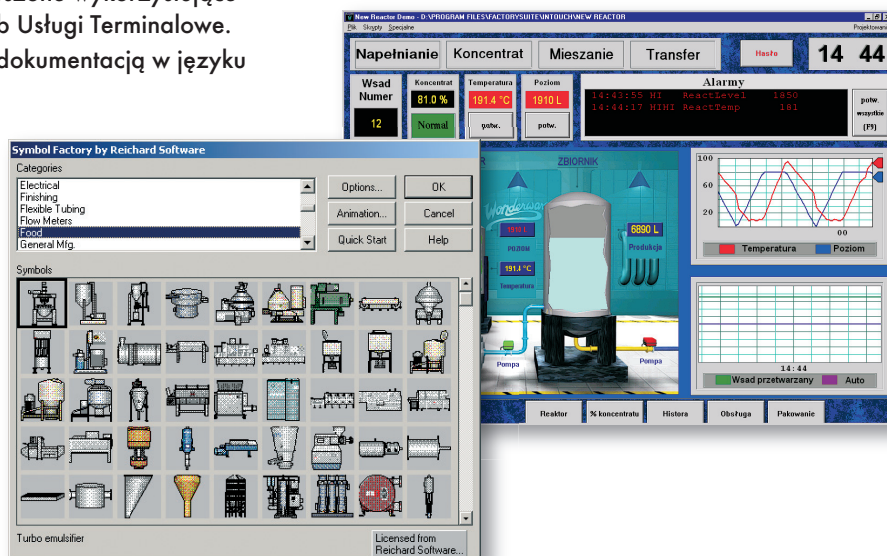 b Usługi Terminalowe.
dokumentacją w języku
New Reactor Demo - D:\PROGRAM FILES\FACTORYSUITE\INTOUCH\NEW REACTOR
Plik Skrypty Specjalne
Napełnianie Koncentrat Mieszanie Transfer Hasło 14 44
Wsad Numer
12
Koncentrat
81.0 %
Normal
Temperatura
191.4 °C
potw.
Poziom
1910 L
potw.
Alarmy
14:43:59 HI ReactLevel 1850
14:44:17 HIHI ReactTemp 181
potw.
wszystkie
(F9)
R ZBIORNIK
Wonderware
1910 L
POZIOM
191.4 °C
Temperatura
6890 L
Produkcja
Pompa
Pompa
100
60
20
00
Temperatura Poziom
14:44
Wsad przetwarzany Auto
Reaktor % koncentratu Histora Obsługa Pakowanie
Symbol Factory by Reichard Software
Categories
Electrical
Finishing
Flexible Tubing
Flow Meters
Food
General Mfg.
Options... OK
Animation... Cancel
Quick Start Help
Symbols
Turbo emulsifier
Licensed from
Reichard Software...